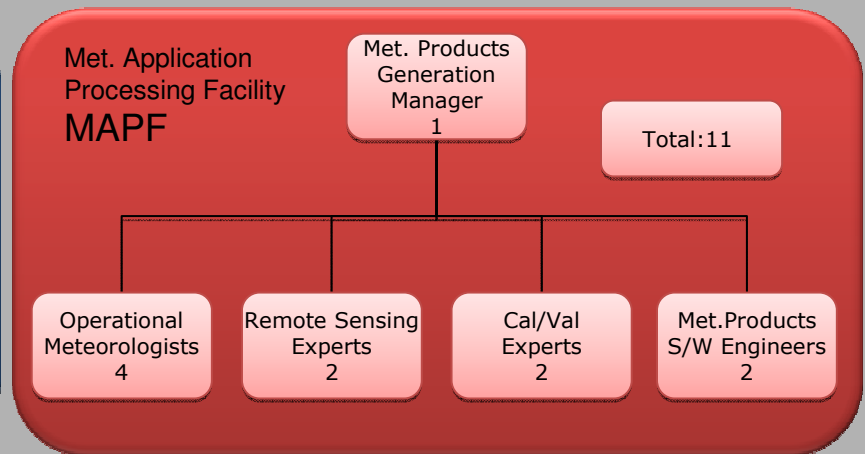 Met. Application
Processing Facility
MAPF
Met. Products
Generation
Manager
1
Total:11
Operational
Meteorologists
4
Remote Sensing
Experts
2
Cal/Val
Experts
2
Met.Products
S/W Engineers
2